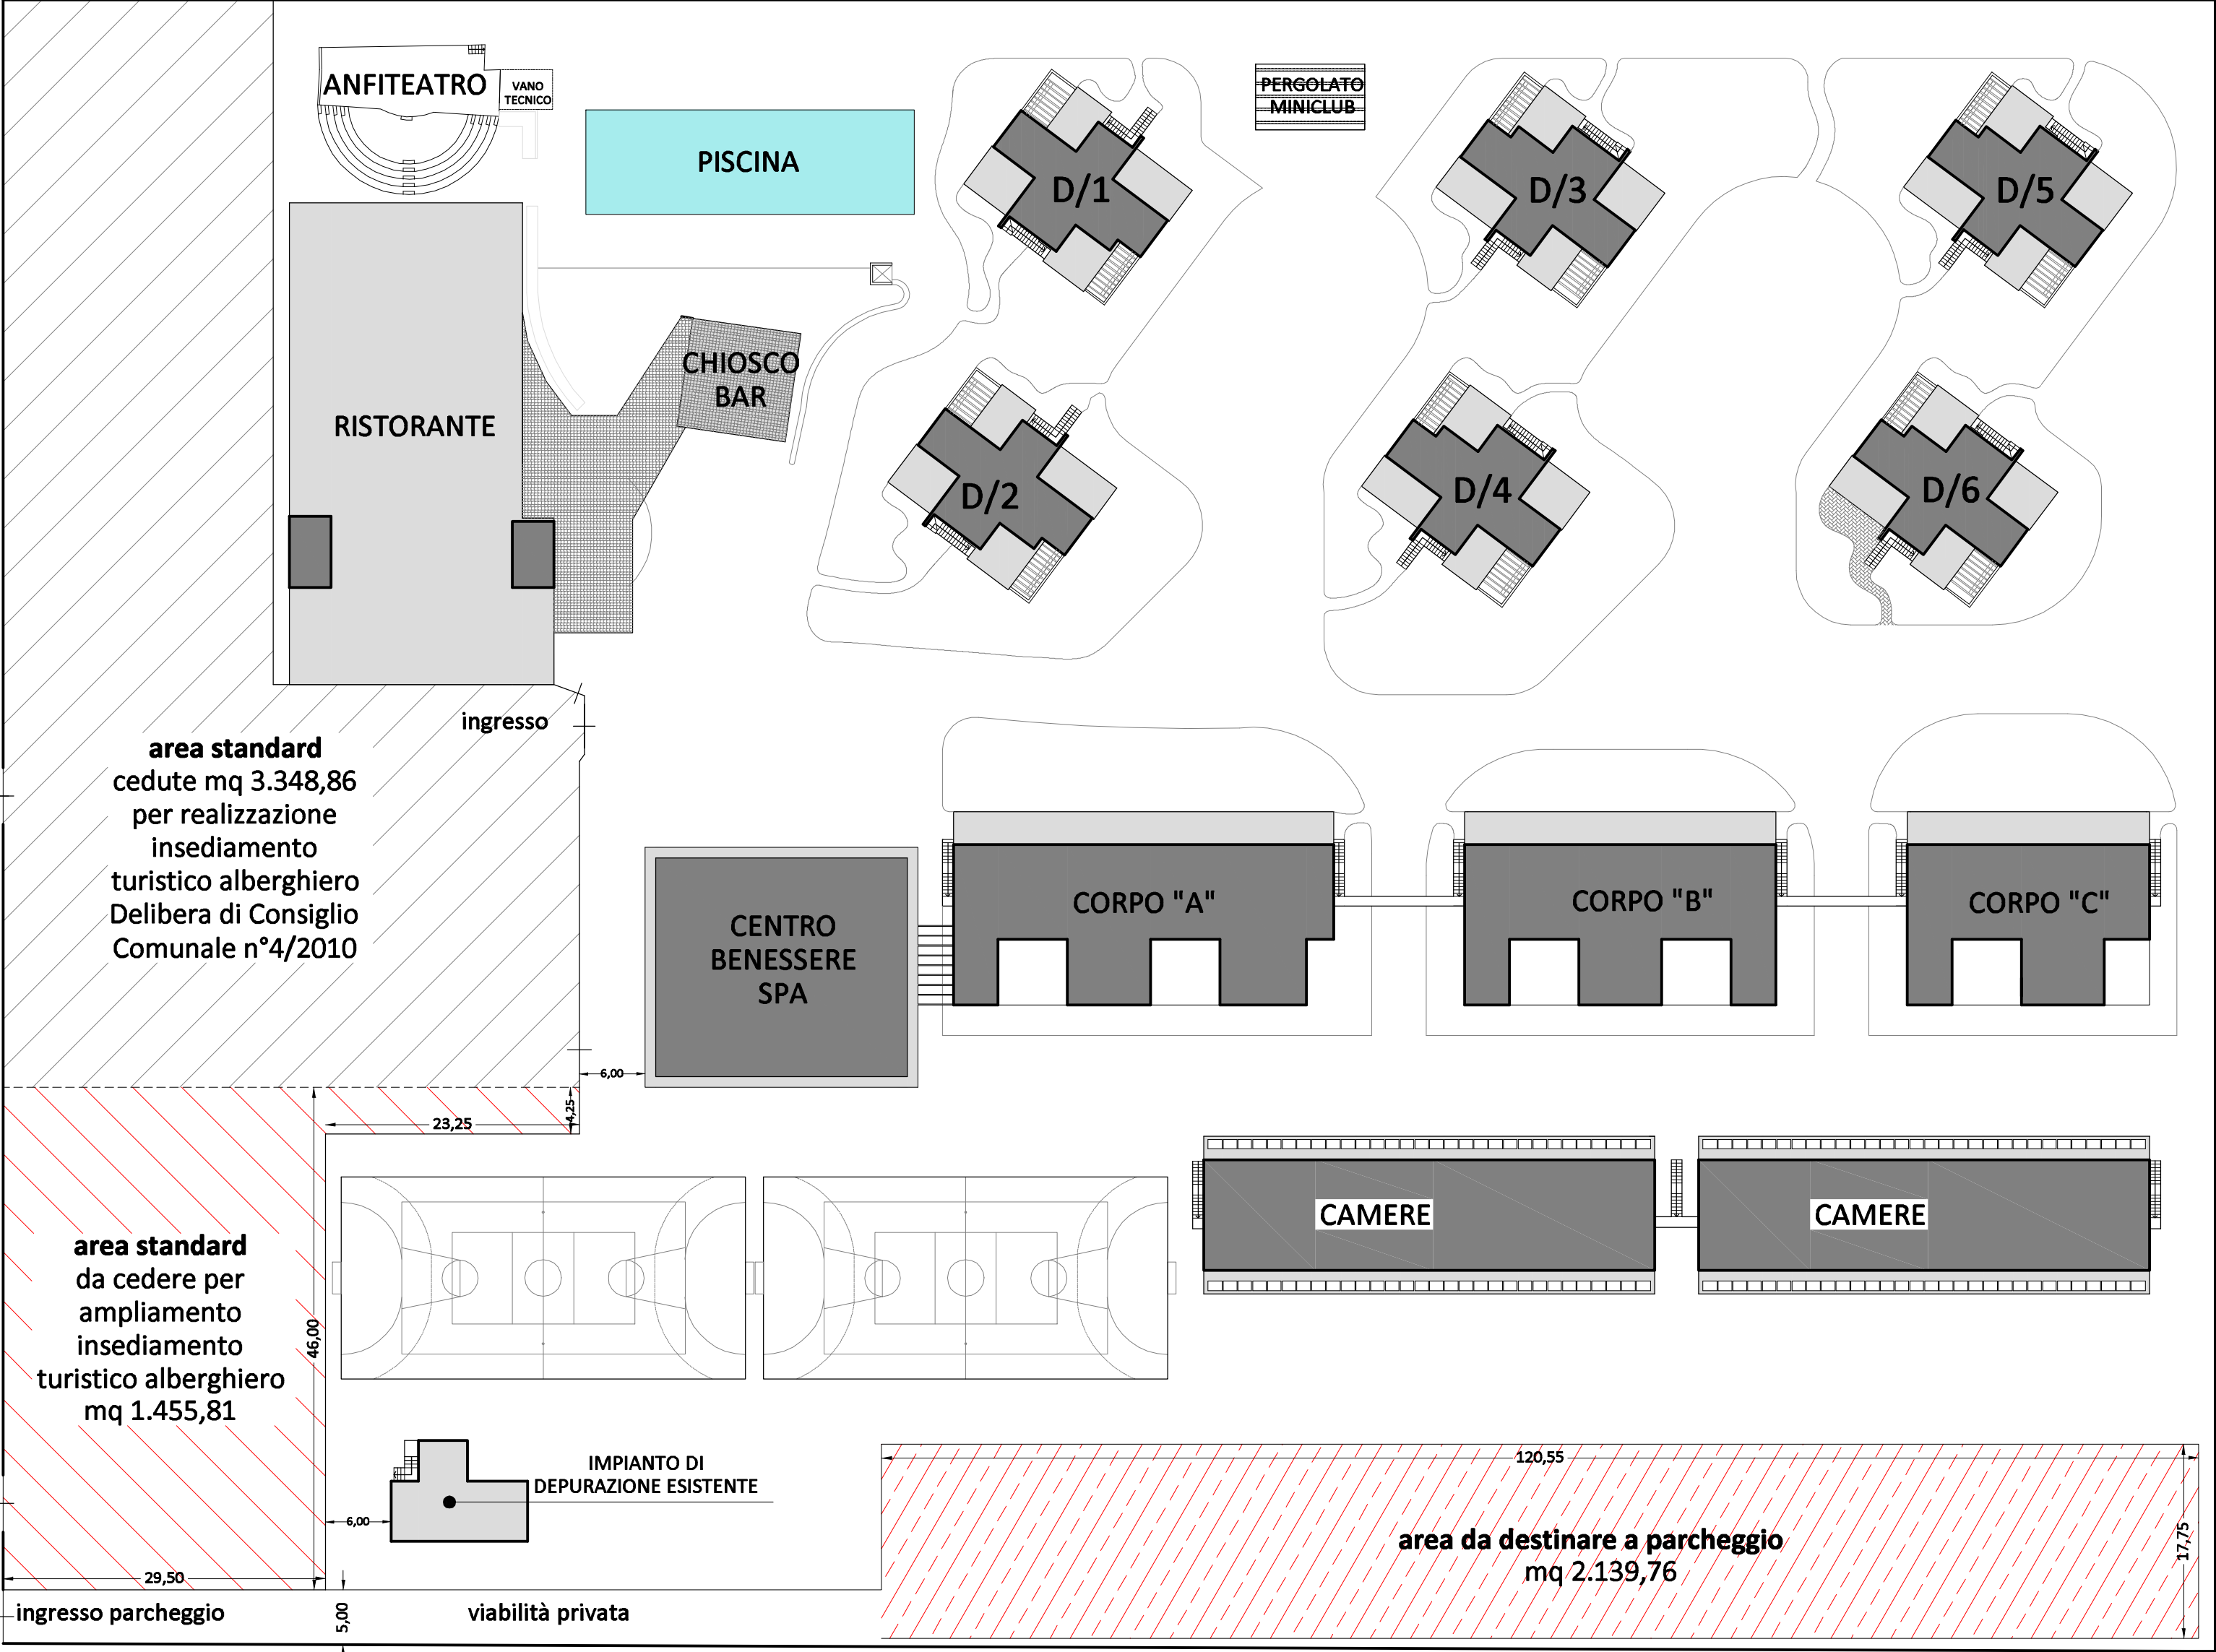 ANFITEATRO
VANO
TECNICO
PISCINA
PERGOLATO
MINICLUB
D/1
D/3
D/5
CHIOSCO
BAR
RISTORANTE
D/2
D/4
D/6
ingresso
area standard
cedute mq 3.348,86
per realizzazione
insediamento
turistico alberghiero
Delibera di Consiglio
Comunale n°4/2010
CENTRO
BENESSERE
SPA
CORPO "A"
CORPO "B"
CORPO "C"
6,00
4,25
23,25
CAMERE
CAMERE
area standard
da cedere per
ampliamento
insediamento
turistico alberghiero
mq 1.455,81
46,00
IMPIANTO DI
DEPURAZIONE ESISTENTE
6,00
120,55
area da destinare a parcheggio
mq 2.139,76
17,75
29,50
ingresso parcheggio
5,00
viabilità privata